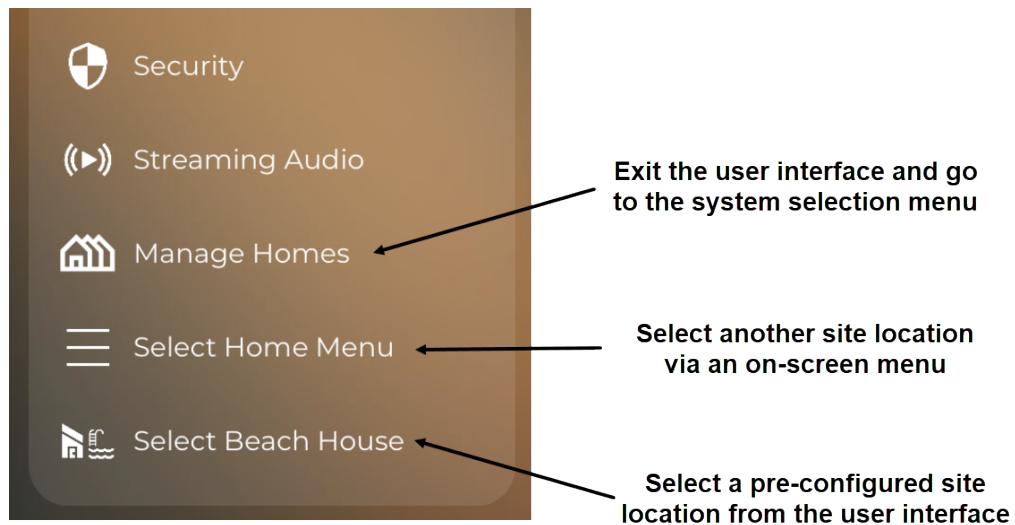 Security
Streaming Audio
Exit the user interface and go
to the system selection menu
Manage Homes
Select another site location
via an on-screen menu
Select Home Menu
Select Beach House
Select a pre-configured site
location from the user interface